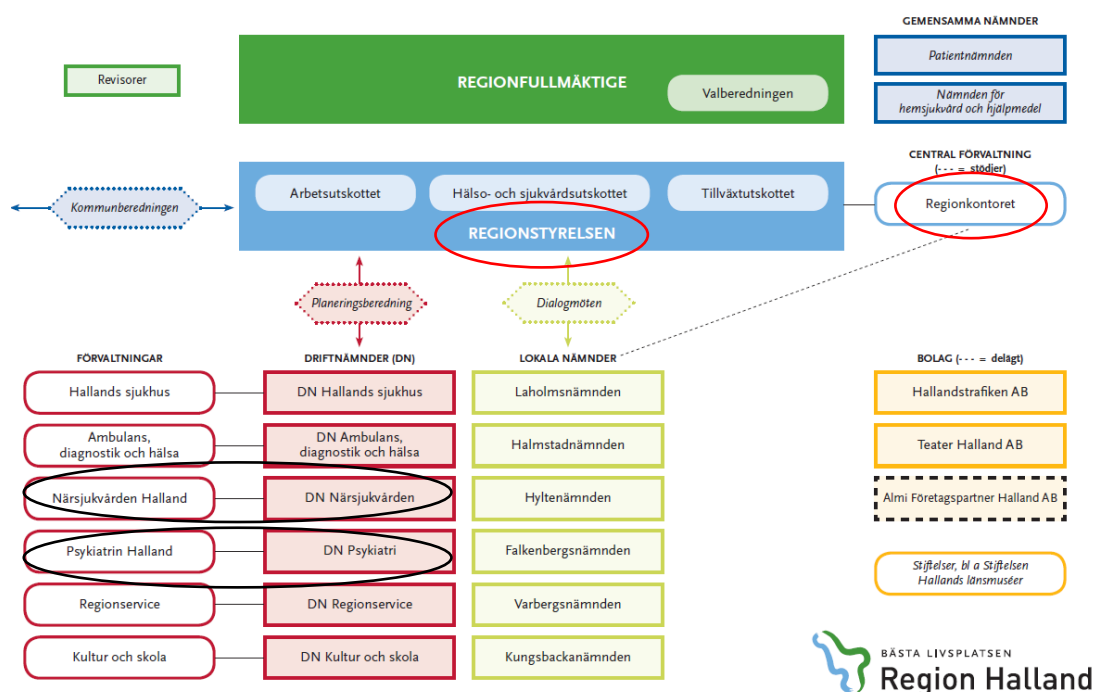 GEMENSAMMA NÄMNDER
Revisorer
REGIONFULLMÄKTIGE
Valberedningen
Patientnämnden
Nämnden för
hemsjukvård och hjälpmedel
CENTRAL FÖRVALTNING
(- - - = stödjer)
Kommunberedningen
Arbetsutskottet
Hälso- och sjukvårdsutskottet
Tillväxtutskottet
REGIONSTYRELSEN
Regionkontoret
Planeringsberedning
Dialogmöten
FÖRVALTNINGAR
DRIFTNÄMNDER (DN)
LOKALA NÄMNDER
BOLAG (- - - = delägt)
Hallands sjukhus
DN Hallands sjukhus
Laholmsnämnden
Hallandstrafiken AB
Ambulans,
diagnostik och hälsa
DN Ambulans,
diagnostik och hälsa
Halmstadnämnden
Teater Halland AB
Närsjukvården Halland
DN Närsjukvården
Hyltenämnden
Almi Företagspartner Halland AB
Psykiatrin Halland
DN Psykiatri
Falkenbergsnämnden
Stiftelser, bl a Stiftelsen
Hallands länsmuséer
Regionservice
DN Regionservice
Varbergsnämnden
Kultur och skola
DN Kultur och skola
Kungsbackanämnden
BÄSTA LIVSPLATSEN
Region Halland